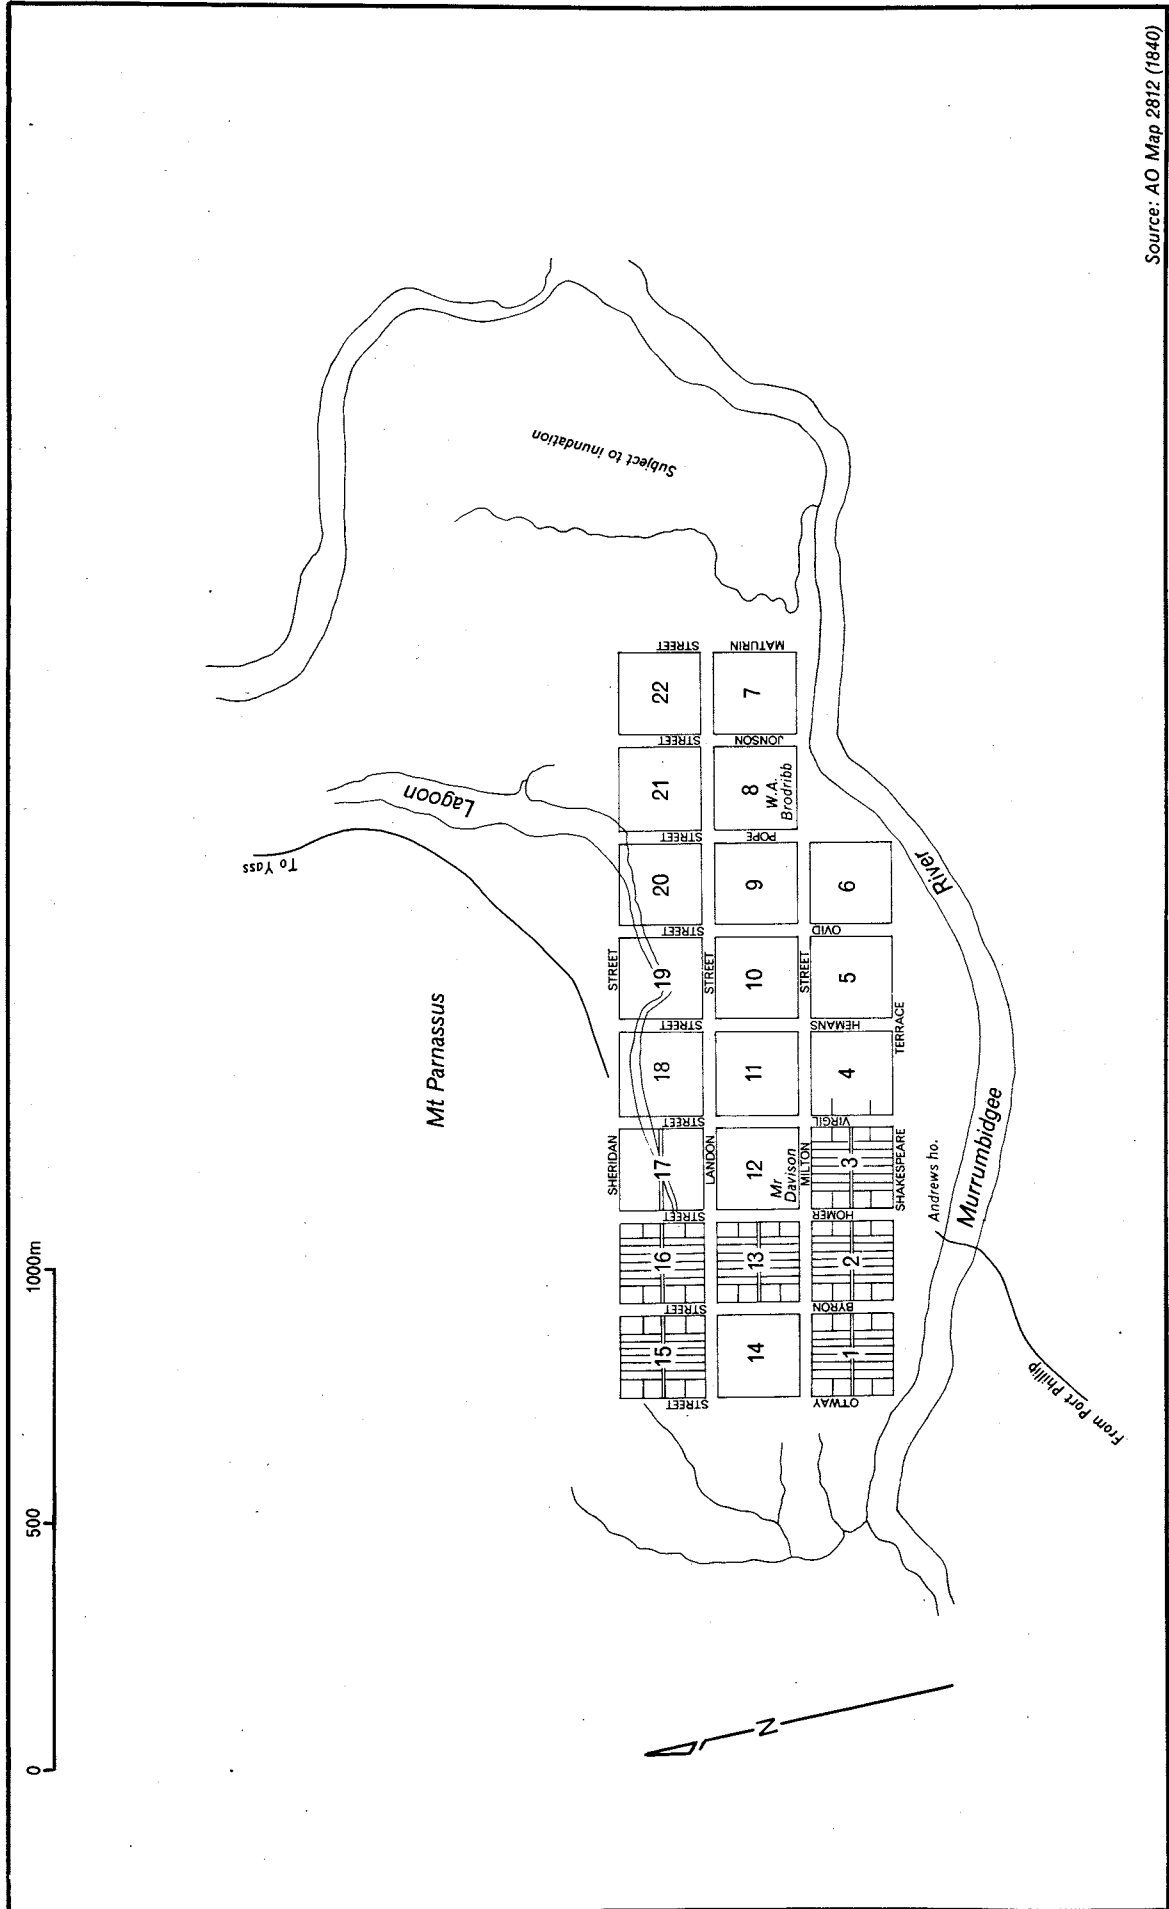 0 500 1000m
To Yass
Lagoon
Mt Parnassus
Subject to inundation
SHERIDAN STREET
15 16 17 18 19 20 21 22
STREET STREET STREET STREET STREET STREET STREET STREET STREET
LANDON STREET
14 13 12 11 10 9 8 7
Mr
Davison
W.A.
Brodribb
POPE JONSON MATURIN
MILTON STREET
OTWAY BYRON HOMER VIRGIL HEMANS OVID
1 2 3 4 5 6
SHAKESPEARE TERRACE
Andrews ho.
Murrumbidgee River
From Port Phillip
N
Source: AO Map 2812 (1840)